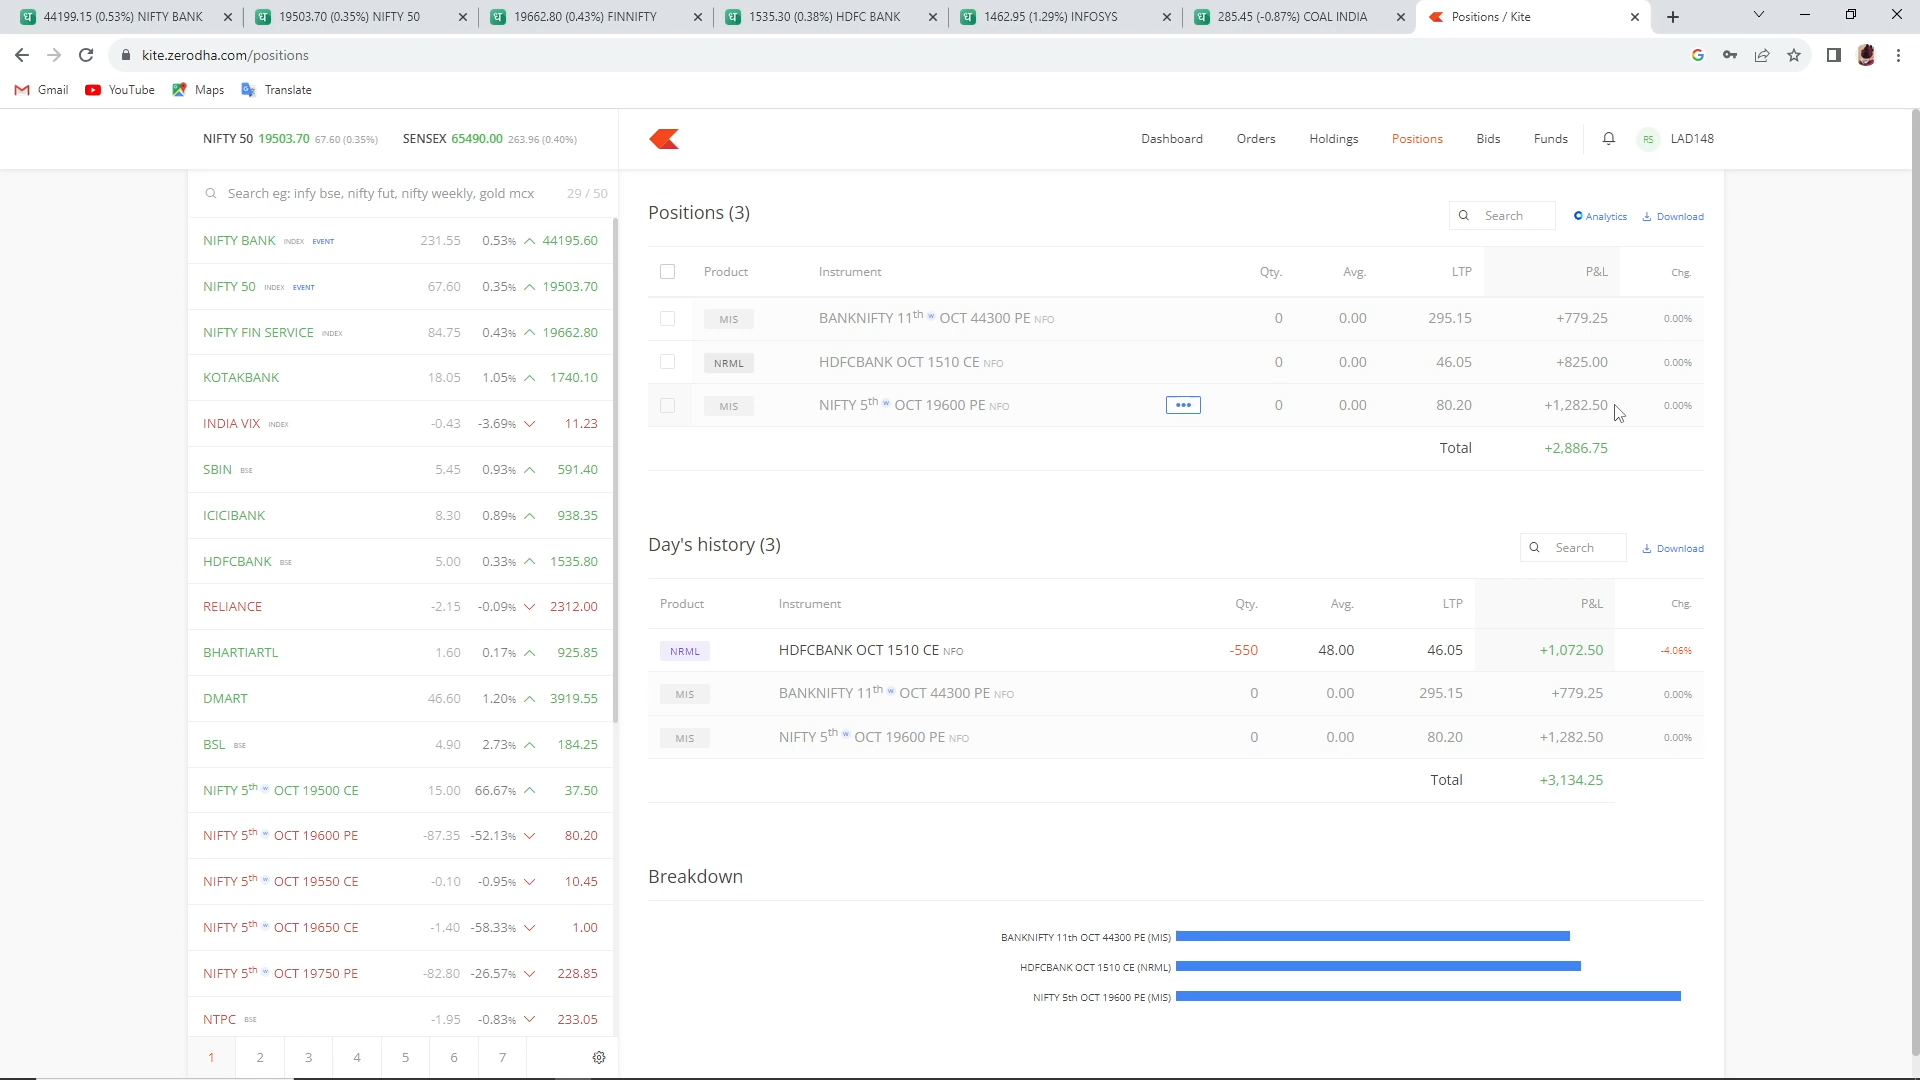 44199.15 (0.53%) NIFTY BANK
19503.70 (0.35%) NIFTY 50
19662.80 (0.43%) FINNIFTY
1535.30 (0.38%) HDFC BANK
1462.95 (1.29%) INFOSYS
285.45 (-0.87%) COAL INDIA
Positions / Kite
kite.zerodha.com/positions
Gmail YouTube Maps Translate
NIFTY 50 19503.70 67.60 (0.35%) SENSEX 65490.00 263.96 (0.40%)
Dashboard Orders Holdings Positions Bids Funds RS LAD148
Search eg: infy bse, nifty fut, nifty weekly, gold mcx 29 / 50
NIFTY BANK INDEX EVENT 231.55 0.53% 44195.60
NIFTY 50 INDEX EVENT 67.60 0.35% 19503.70
NIFTY FIN SERVICE INDEX 84.75 0.43% 19662.80
KOTAKBANK 18.05 1.05% 1740.10
INDIA VIX INDEX -0.43 -3.69% 11.23
SBIN BSE 5.45 0.93% 591.40
ICICIBANK 8.30 0.89% 938.35
HDFCBANK BSE 5.00 0.33% 1535.80
RELIANCE -2.15 -0.09% 2312.00
BHARTIARTL 1.60 0.17% 925.85
DMART 46.60 1.20% 3919.55
BSL BSE 4.90 2.73% 184.25
NIFTY 5th w OCT 19500 CE 15.00 66.67% 37.50
NIFTY 5th w OCT 19600 PE -87.35 -52.13% 80.20
NIFTY 5th w OCT 19550 CE -0.10 -0.95% 10.45
NIFTY 5th w OCT 19650 CE -1.40 -58.33% 1.00
NIFTY 5th w OCT 19750 PE -82.80 -26.57% 228.85
NTPC BSE -1.95 -0.83% 233.05
1 2 3 4 5 6 7
Positions (3)
Search Analytics Download
Product Instrument Qty. Avg. LTP P&L Chg.
MIS BANKNIFTY 11th w OCT 44300 PE NFO 0 0.00 295.15 +779.25 0.00%
NRML HDFCBANK OCT 1510 CE NFO 0 0.00 46.05 +825.00 0.00%
MIS NIFTY 5th w OCT 19600 PE NFO ••• 0 0.00 80.20 +1,282.50 0.00%
Total +2,886.75
Day's history (3)
Search Download
Product Instrument Qty. Avg. LTP P&L Chg.
NRML HDFCBANK OCT 1510 CE NFO -550 48.00 46.05 +1,072.50 -4.06%
MIS BANKNIFTY 11th w OCT 44300 PE NFO 0 0.00 295.15 +779.25 0.00%
MIS NIFTY 5th w OCT 19600 PE NFO 0 0.00 80.20 +1,282.50 0.00%
Total +3,134.25
Breakdown
BANKNIFTY 11th OCT 44300 PE (MIS)
HDFCBANK OCT 1510 CE (NRML)
NIFTY 5th OCT 19600 PE (MIS)